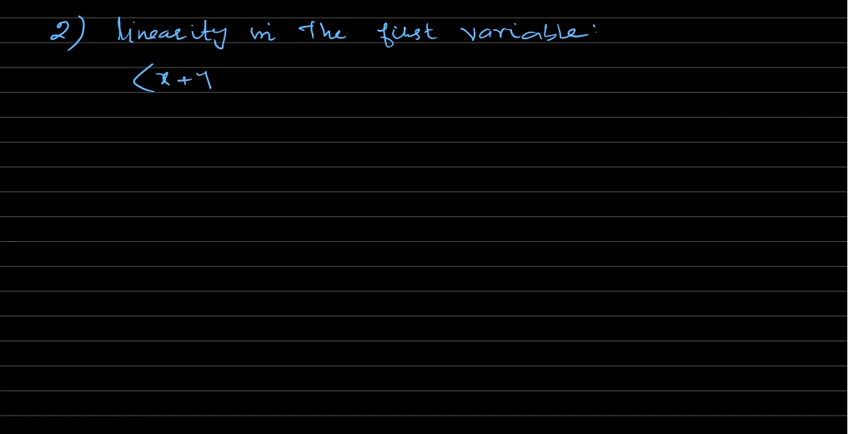 2) linearity in the first variable:
⟨x+y